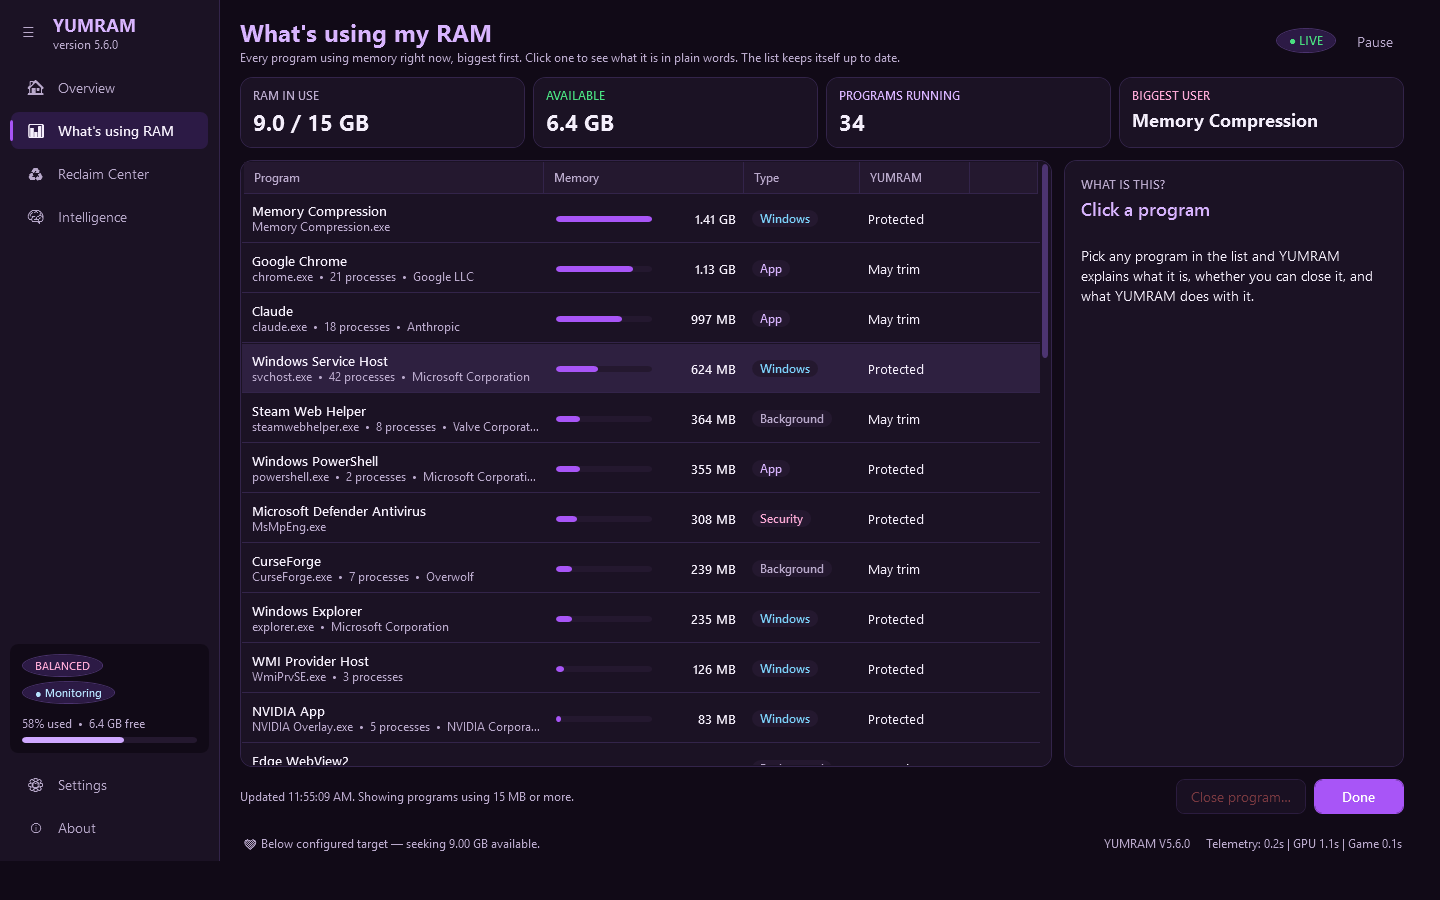 YUMRAM
version 5.6.0
Overview
What's using RAM
Reclaim Center
Intelligence
BALANCED
● Monitoring
58% used • 6.4 GB free
Settings
About
What's using my RAM
Every program using memory right now, biggest first. Click one to see what it is in plain words. The list keeps itself up to date.
● LIVE
Pause
RAM IN USE
9.0 / 15 GB
AVAILABLE
6.4 GB
PROGRAMS RUNNING
34
BIGGEST USER
Memory Compression
Program Memory Type YUMRAM
Memory Compression 1.41 GB Windows Protected
Memory Compression.exe
Google Chrome 1.13 GB App May trim
chrome.exe • 21 processes • Google LLC
Claude 997 MB App May trim
claude.exe • 18 processes • Anthropic
Windows Service Host 624 MB Windows Protected
svchost.exe • 42 processes • Microsoft Corporation
Steam Web Helper 364 MB Background May trim
steamwebhelper.exe • 8 processes • Valve Corporat...
Windows PowerShell 355 MB App Protected
powershell.exe • 2 processes • Microsoft Corporati...
Microsoft Defender Antivirus 308 MB Security Protected
MsMpEng.exe
CurseForge 239 MB Background May trim
CurseForge.exe • 7 processes • Overwolf
Windows Explorer 235 MB Windows Protected
explorer.exe • Microsoft Corporation
WMI Provider Host 126 MB Windows Protected
WmiPrvSE.exe • 3 processes
NVIDIA App 83 MB Windows Protected
NVIDIA Overlay.exe • 5 processes • NVIDIA Corpora...
Edge WebView2
WHAT IS THIS?
Click a program
Pick any program in the list and YUMRAM
explains what it is, whether you can close it, and
what YUMRAM does with it.
Updated 11:55:09 AM. Showing programs using 15 MB or more.
Close program...
Done
Below configured target — seeking 9.00 GB available.
YUMRAM V5.6.0 Telemetry: 0.2s | GPU 1.1s | Game 0.1s